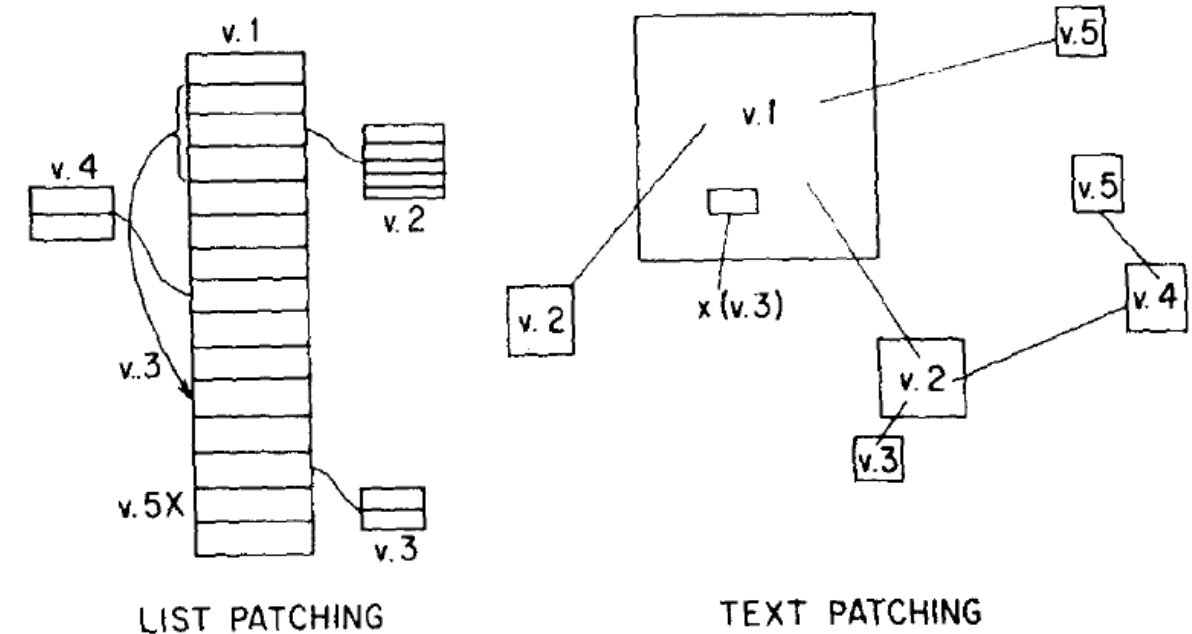 v.1
v.4
v.2
v.3
v.5X
v.3
LIST PATCHING
v.5
v.1
v.5
x (v.3)
v.4
v.2
v.2
v.3
TEXT PATCHING